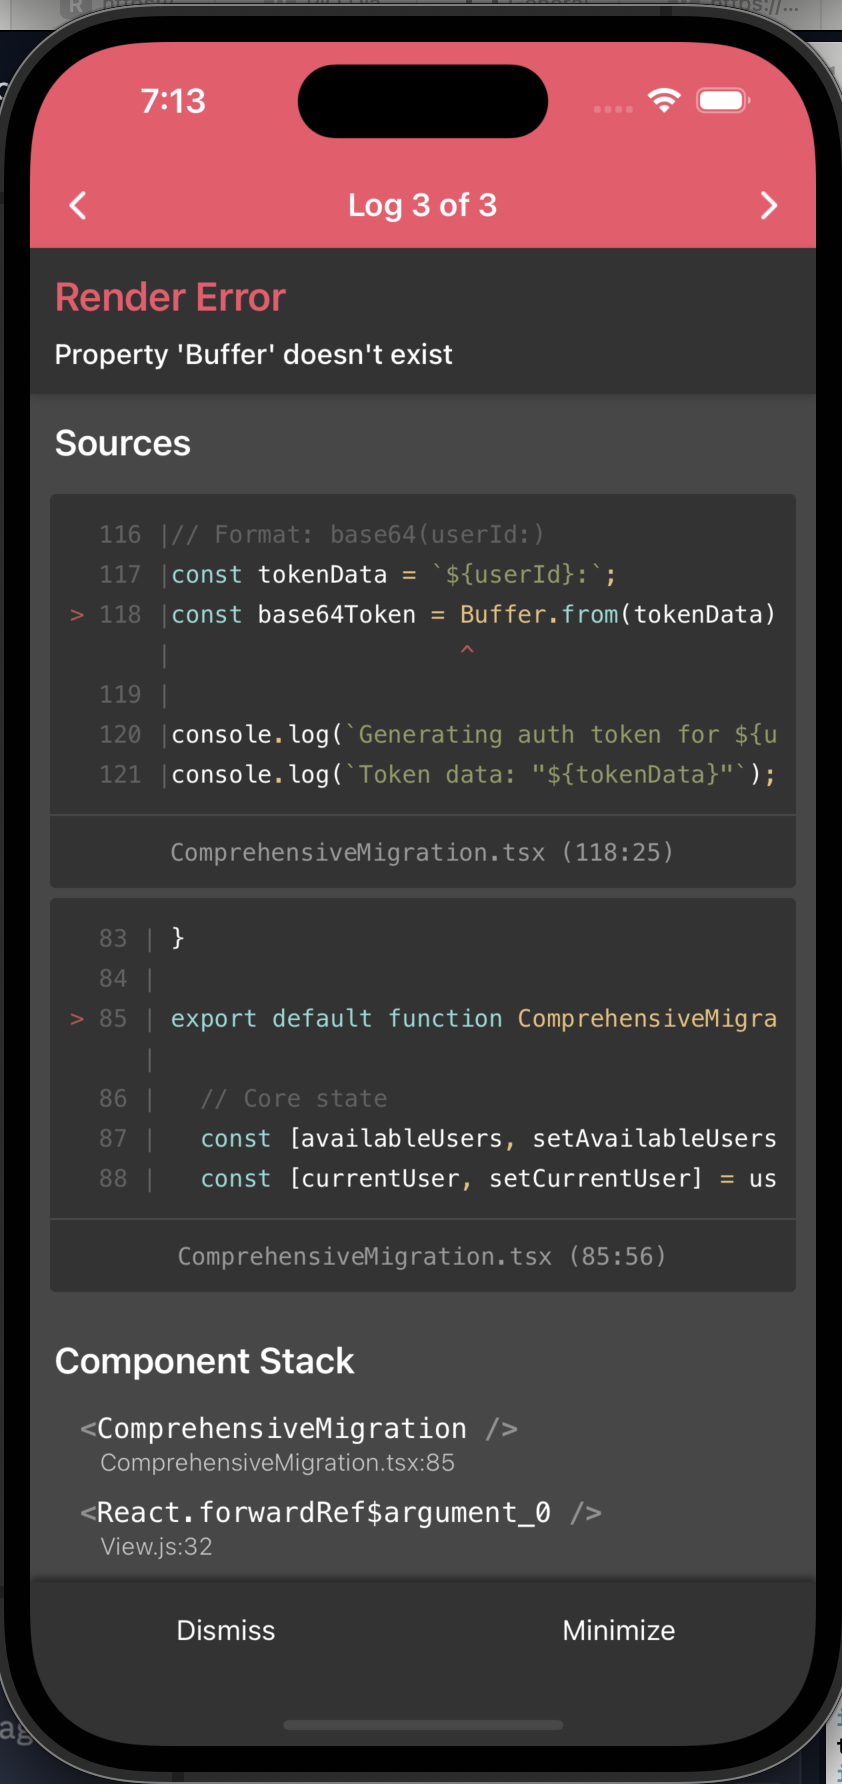 7:13
Log 3 of 3
Render Error
Property 'Buffer' doesn't exist
Sources
116 |// Format: base64(userId:)
117 |const tokenData = `${userId}:`;
> 118 |const base64Token = Buffer.from(tokenData)
| ^
119 |
120 |console.log(`Generating auth token for ${u
121 |console.log(`Token data: "${tokenData}"`);
ComprehensiveMigration.tsx (118:25)
83 | }
84 |
> 85 | export default function ComprehensiveMigra
|
86 | // Core state
87 | const [availableUsers, setAvailableUsers
88 | const [currentUser, setCurrentUser] = us
ComprehensiveMigration.tsx (85:56)
Component Stack
<ComprehensiveMigration />
ComprehensiveMigration.tsx:85
<React.forwardRef$argument_0 />
View.js:32
Dismiss
Minimize